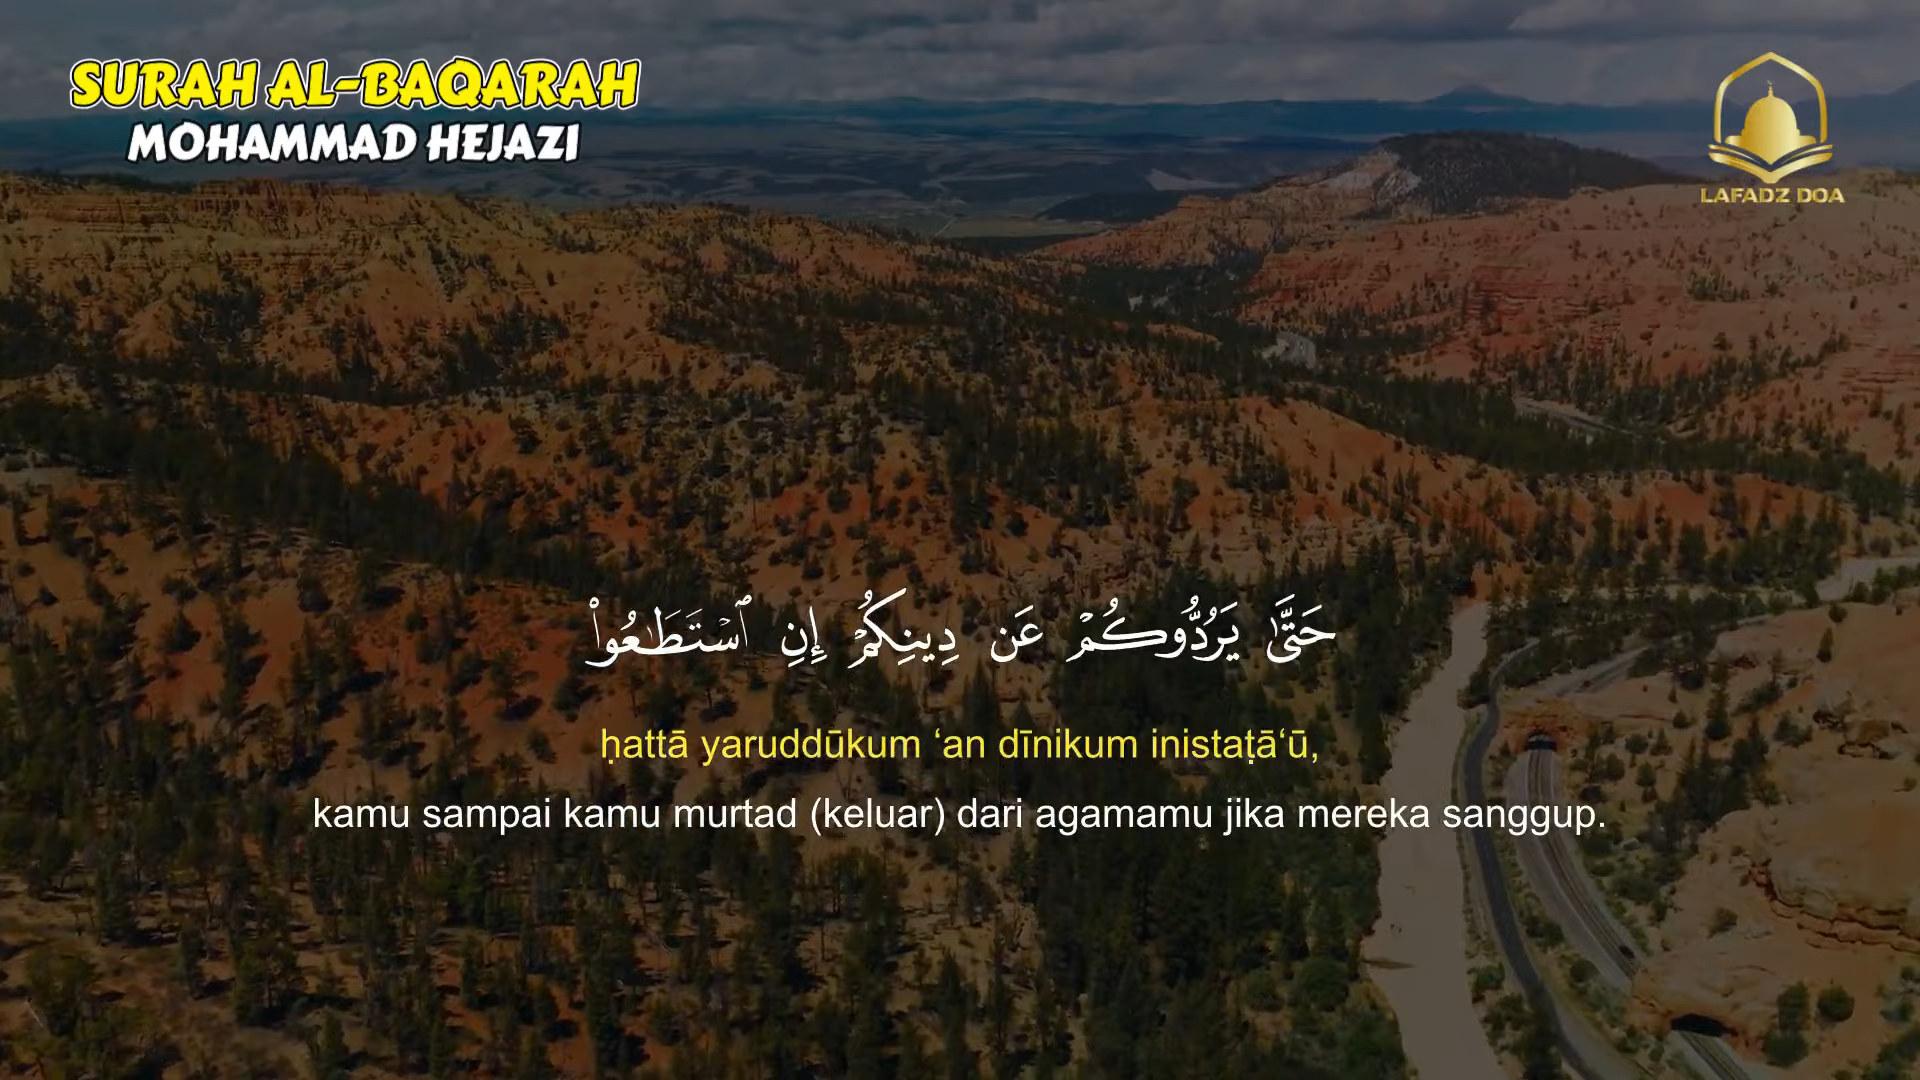 SURAH AL-BAQARAH
MOHAMMAD HEJAZI
LAFADZ DOA
حَتَّىٰ يَرُدُّوكُمْ عَن دِينِكُمْ إِنِ ٱسْتَطَـٰعُوا۟
ḥattā yaruddūkum ‘an dīnikum inistaṭā‘ū,
kamu sampai kamu murtad (keluar) dari agamamu jika mereka sanggup.